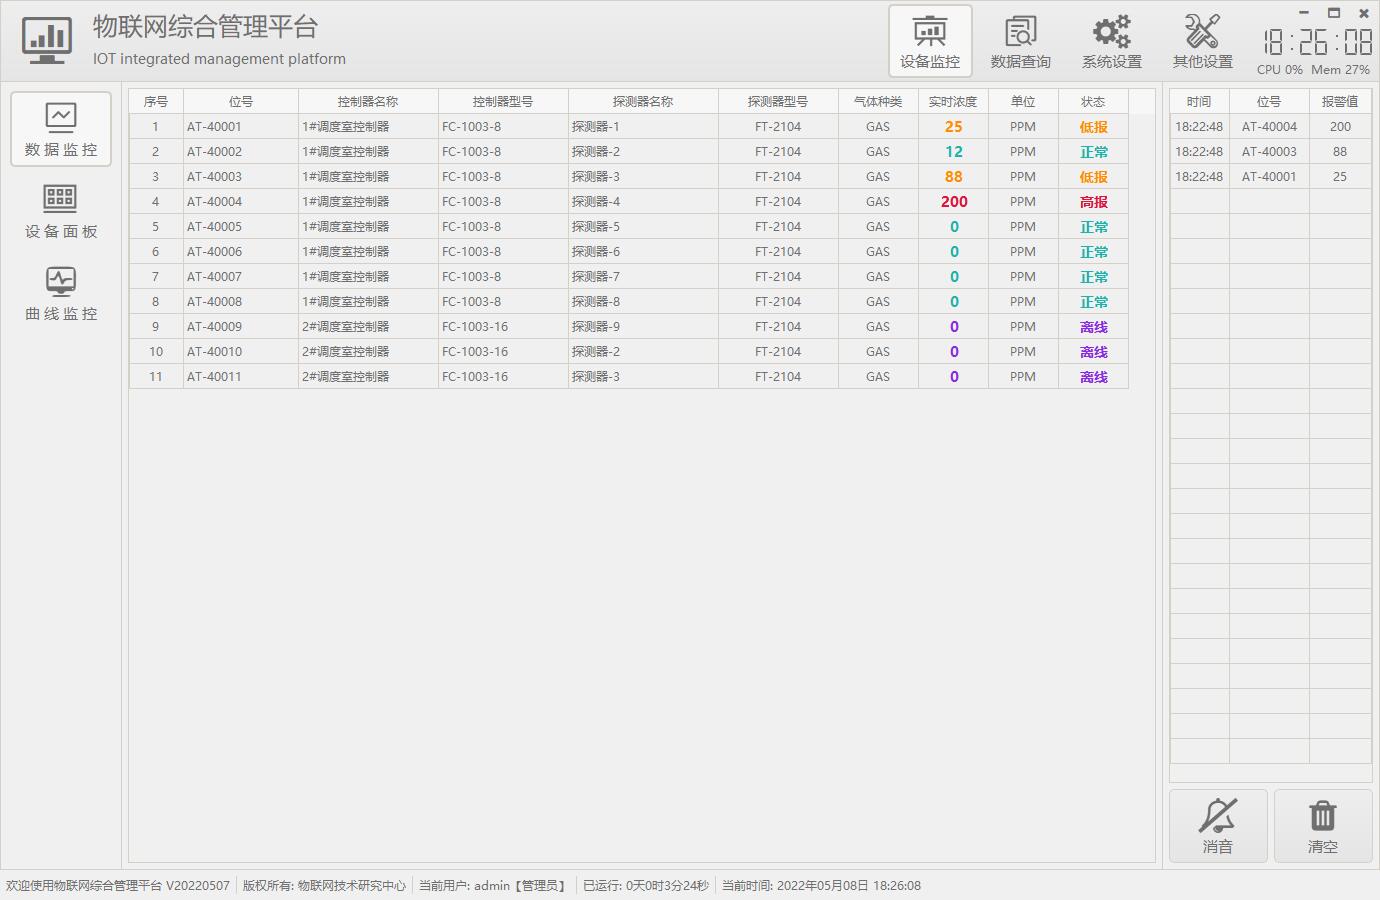 物联网综合管理平台
IOT integrated management platform
设备监控 数据查询 系统设置 其他设置
18:26:08
CPU 0% Mem 27%
数据监控
设备面板
曲线监控
序号 位号 控制器名称 控制器型号 探测器名称 探测器型号 气体种类 实时浓度 单位 状态
1 AT-40001 1#调度室控制器 FC-1003-8 探测器-1 FT-2104 GAS 25 PPM 低报
2 AT-40002 1#调度室控制器 FC-1003-8 探测器-2 FT-2104 GAS 12 PPM 正常
3 AT-40003 1#调度室控制器 FC-1003-8 探测器-3 FT-2104 GAS 88 PPM 低报
4 AT-40004 1#调度室控制器 FC-1003-8 探测器-4 FT-2104 GAS 200 PPM 高报
5 AT-40005 1#调度室控制器 FC-1003-8 探测器-5 FT-2104 GAS 0 PPM 正常
6 AT-40006 1#调度室控制器 FC-1003-8 探测器-6 FT-2104 GAS 0 PPM 正常
7 AT-40007 1#调度室控制器 FC-1003-8 探测器-7 FT-2104 GAS 0 PPM 正常
8 AT-40008 1#调度室控制器 FC-1003-8 探测器-8 FT-2104 GAS 0 PPM 正常
9 AT-40009 2#调度室控制器 FC-1003-16 探测器-9 FT-2104 GAS 0 PPM 离线
10 AT-40010 2#调度室控制器 FC-1003-16 探测器-2 FT-2104 GAS 0 PPM 离线
11 AT-40011 2#调度室控制器 FC-1003-16 探测器-3 FT-2104 GAS 0 PPM 离线
时间 位号 报警值
18:22:48 AT-40004 200
18:22:48 AT-40003 88
18:22:48 AT-40001 25
消音 清空
欢迎使用物联网综合管理平台 V20220507 版权所有: 物联网技术研究中心 当前用户: admin【管理员】 已运行: 0天0时3分24秒 当前时间: 2022年05月08日 18:26:08